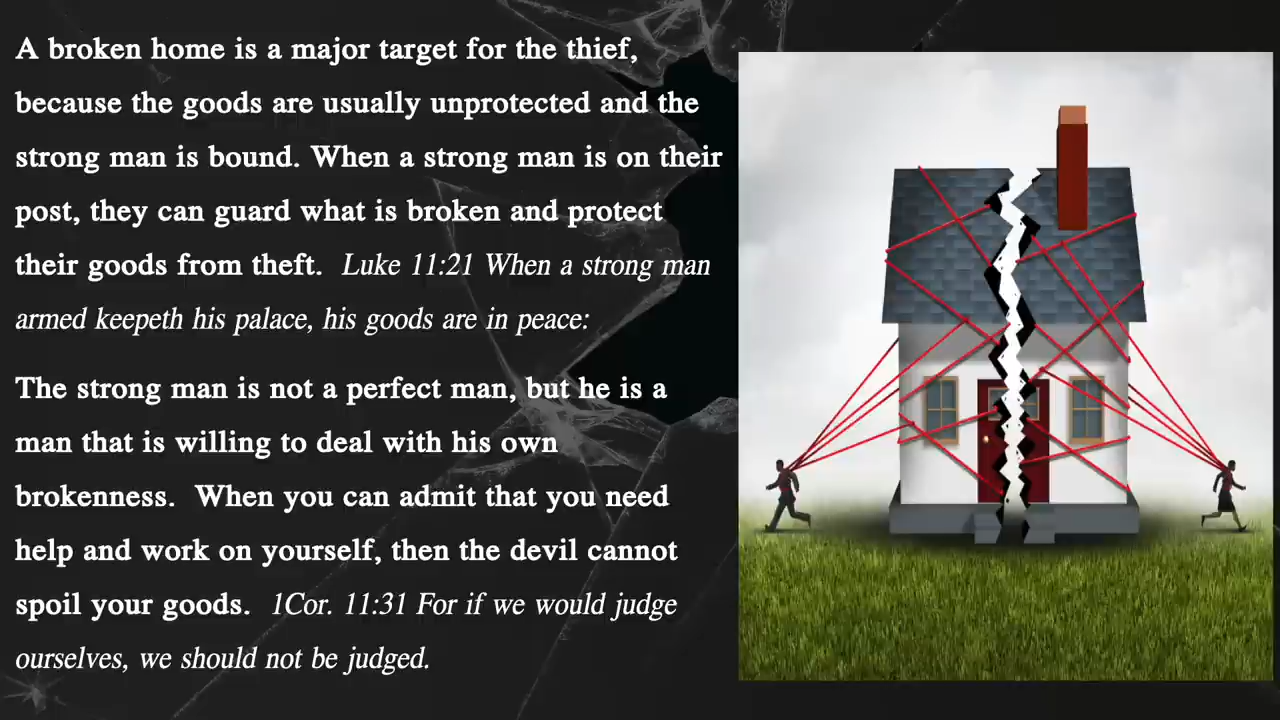 A broken home is a major target for the thief,
because the goods are usually unprotected and the
strong man is bound. When a strong man is on their
post, they can guard what is broken and protect
their goods from theft. Luke 11:21 When a strong man
armed keepeth his palace, his goods are in peace:
The strong man is not a perfect man, but he is a
man that is willing to deal with his own
brokenness. When you can admit that you need
help and work on yourself, then the devil cannot
spoil your goods. 1Cor. 11:31 For if we would judge
ourselves, we should not be judged.